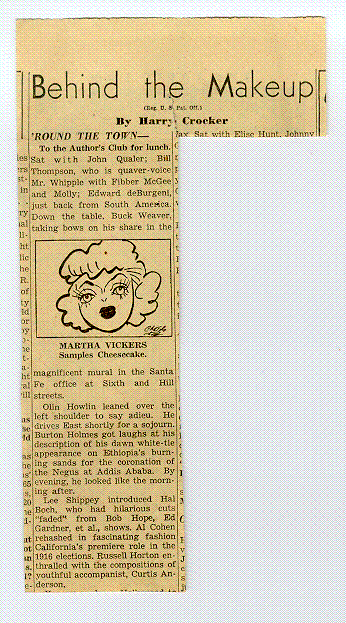 Behind the Makeup
(Reg. U. S. Pat. Off.)
By Harry Crocker
'ROUND THE TOWN—
To the Author's Club for lunch.
Sat with John Qualer; Bill
Thompson, who is quaver-voice
Mr. Whipple with Fibber McGee
and Molly; Edward deBurgeni,
just back from South America.
Down the table, Buck Weaver,
taking bows on his share in the
MARTHA VICKERS
Samples Cheesecake.
magnificent mural in the Santa
Fe office at Sixth and Hill
streets.
Olin Howlin leaned over the
left shoulder to say adieu. He
drives East shortly for a sojourn.
Burton Holmes got laughs at his
description of his dawn white-tie
appearance on Ethiopia's burn-
ing sands for the coronation of
the Negus at Addis Ababa. By
evening, he looked like the morn-
ing after.
Lee Shippey introduced Hal
Boch, who had hilarious cuts
"faded" from Bob Hope, Ed
Gardner, et al., shows. Al Cohen
rehashed in fascinating fashion
California's premiere role in the
1916 elections. Russell Horton en-
thralled with the compositions of
youthful accompanist, Curtis An-
derson,
Sat with Elise Hunt, Johnny